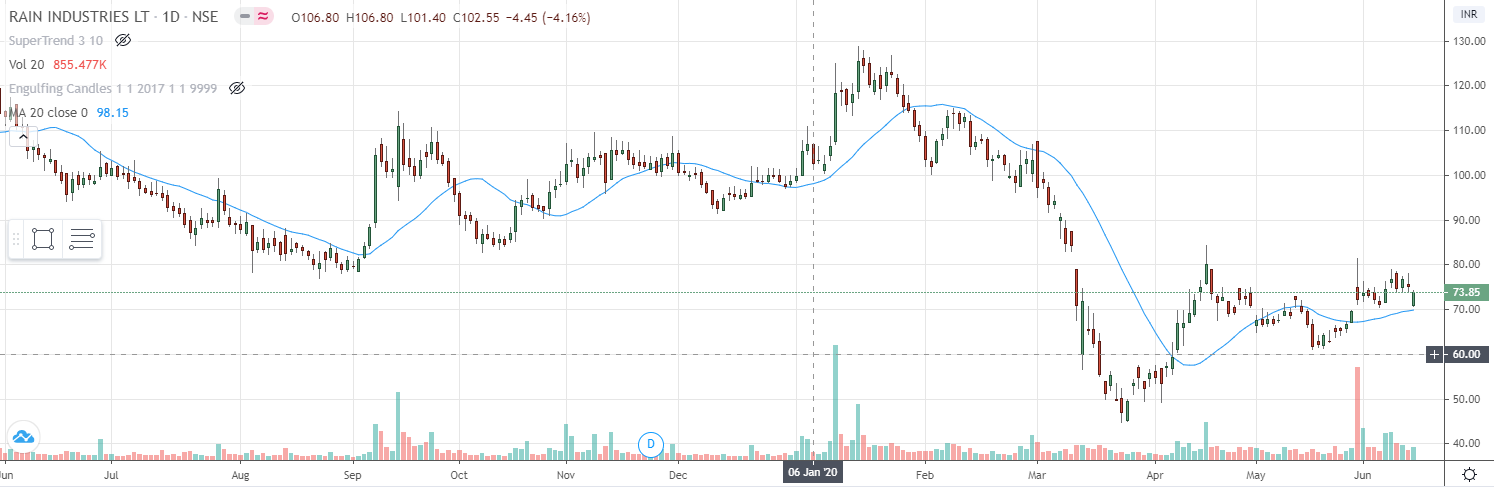 RAIN INDUSTRIES LT · 1D · NSE O106.80 H106.80 L101.40 C102.55 −4.45 (−4.16%)
INR
SuperTrend 3 10
Vol 20 855.477K
Engulfing Candles 1 1 2017 1 1 9999
MA 20 close 0 98.15
130.00
120.00
110.00
100.00
90.00
80.00
73.85
70.00
60.00
50.00
40.00
D
Jun Jul Aug Sep Oct Nov Dec 06 Jan '20 Feb Mar Apr May Jun